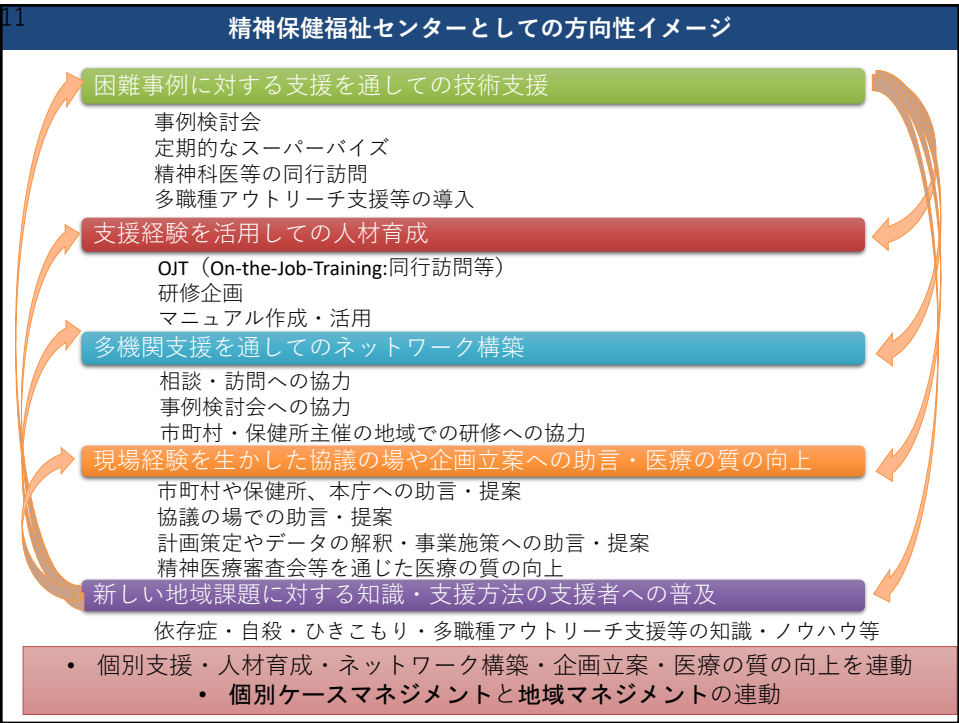 11
精神保健福祉センターとしての方向性イメージ
困難事例に対する支援を通しての技術支援
事例検討会
定期的なスーパーバイズ
精神科医等の同行訪問
多職種アウトリーチ支援等の導入
支援経験を活用しての人材育成
OJT（On-the-Job-Training:同行訪問等）
研修企画
マニュアル作成・活用
多機関支援を通してのネットワーク構築
相談・訪問への協力
事例検討会への協力
市町村・保健所主催の地域での研修への協力
現場経験を生かした協議の場や企画立案への助言・医療の質の向上
市町村や保健所、本庁への助言・提案
協議の場での助言・提案
計画策定やデータの解釈・事業施策への助言・提案
精神医療審査会等を通じた医療の質の向上
新しい地域課題に対する知識・支援方法の支援者への普及
依存症・自殺・ひきこもり・多職種アウトリーチ支援等の知識・ノウハウ等
• 個別支援・人材育成・ネットワーク構築・企画立案・医療の質の向上を連動
• 個別ケースマネジメントと地域マネジメントの連動